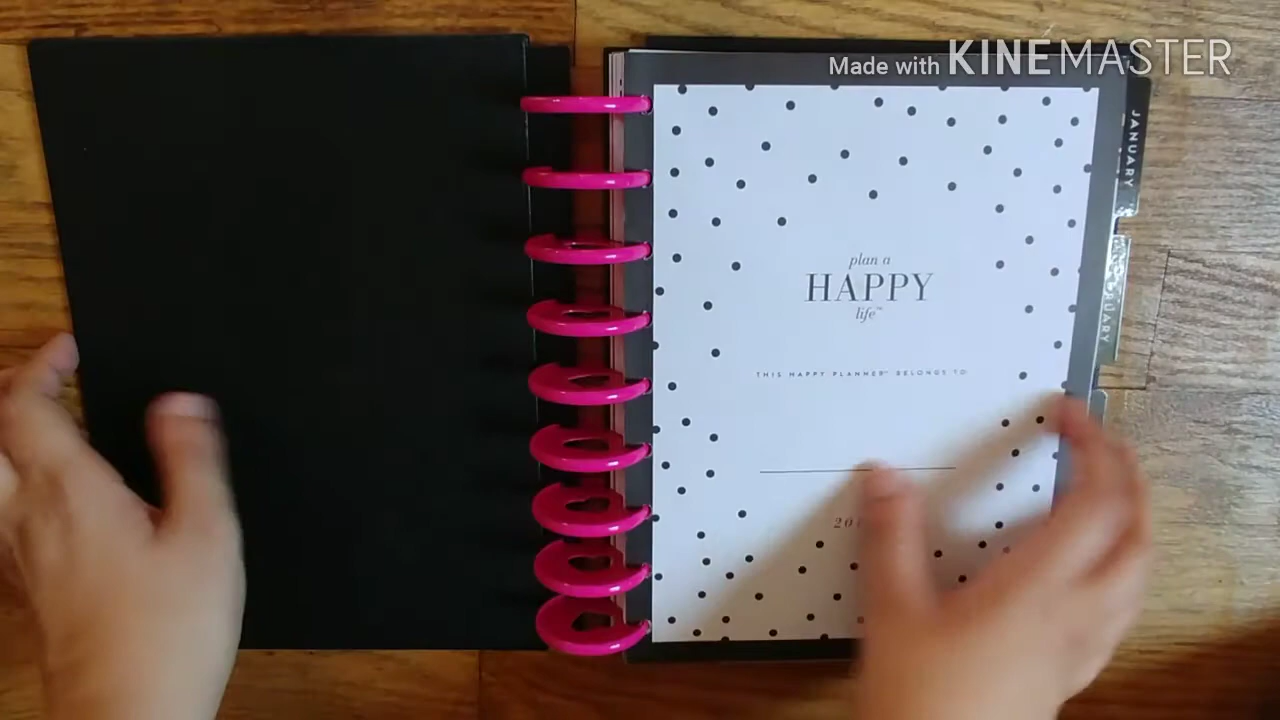 Made with KINEMASTER
JANUARY
plan a
HAPPY
life™
THIS HAPPY PLANNER™ BELONGS TO: